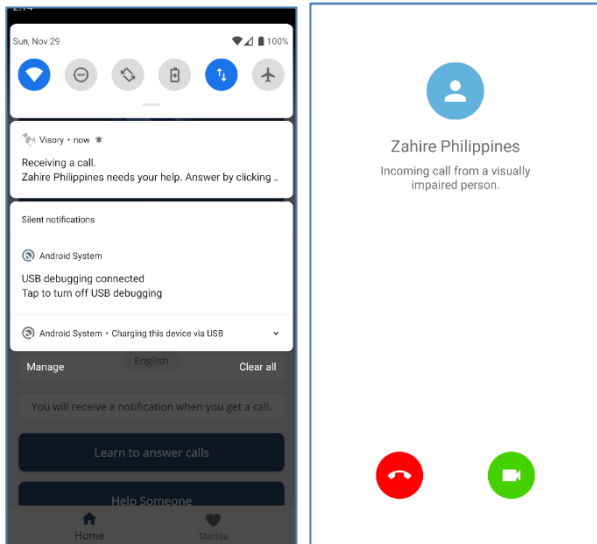 2:14
Sun, Nov 29
100%
Visory • now
Receiving a call.
Zahire Philippines needs your help. Answer by clicking ..
Silent notifications
Android System
USB debugging connected
Tap to turn off USB debugging
Android System • Charging this device via USB
English
Manage
Clear all
You will receive a notification when you get a call.
Learn to answer calls
Help Someone
Home
Stories
Zahire Philippines
Incoming call from a visually
impaired person.